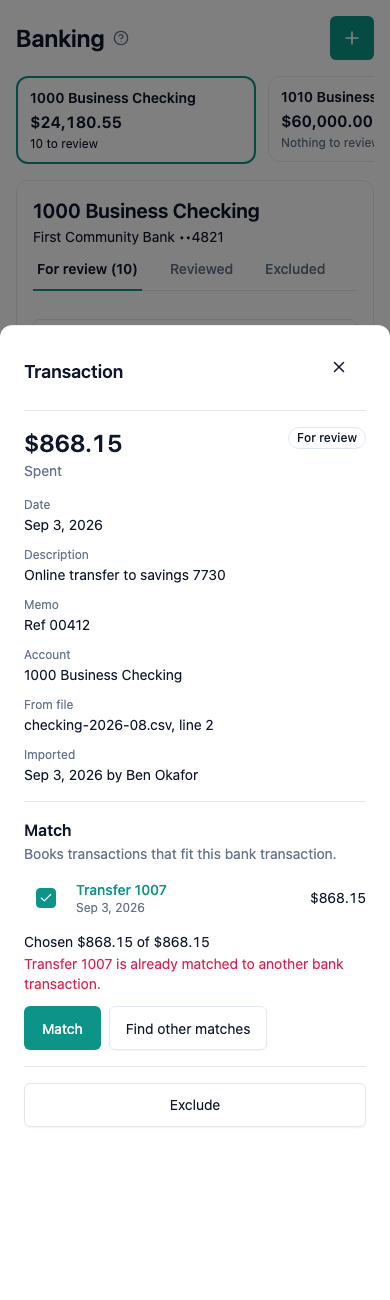 Banking
1000 Business Checking
$24,180.55
10 to review
1010 Business
$60,000.00
Nothing to review
1000 Business Checking
First Community Bank ••4821
For review (10)
Reviewed
Excluded
Transaction
$868.15
For review
Spent
Date
Sep 3, 2026
Description
Online transfer to savings 7730
Memo
Ref 00412
Account
1000 Business Checking
From file
checking-2026-08.csv, line 2
Imported
Sep 3, 2026 by Ben Okafor
Match
Books transactions that fit this bank transaction.
Transfer 1007
$868.15
Sep 3, 2026
Chosen $868.15 of $868.15
Transfer 1007 is already matched to another bank
transaction.
Match
Find other matches
Exclude